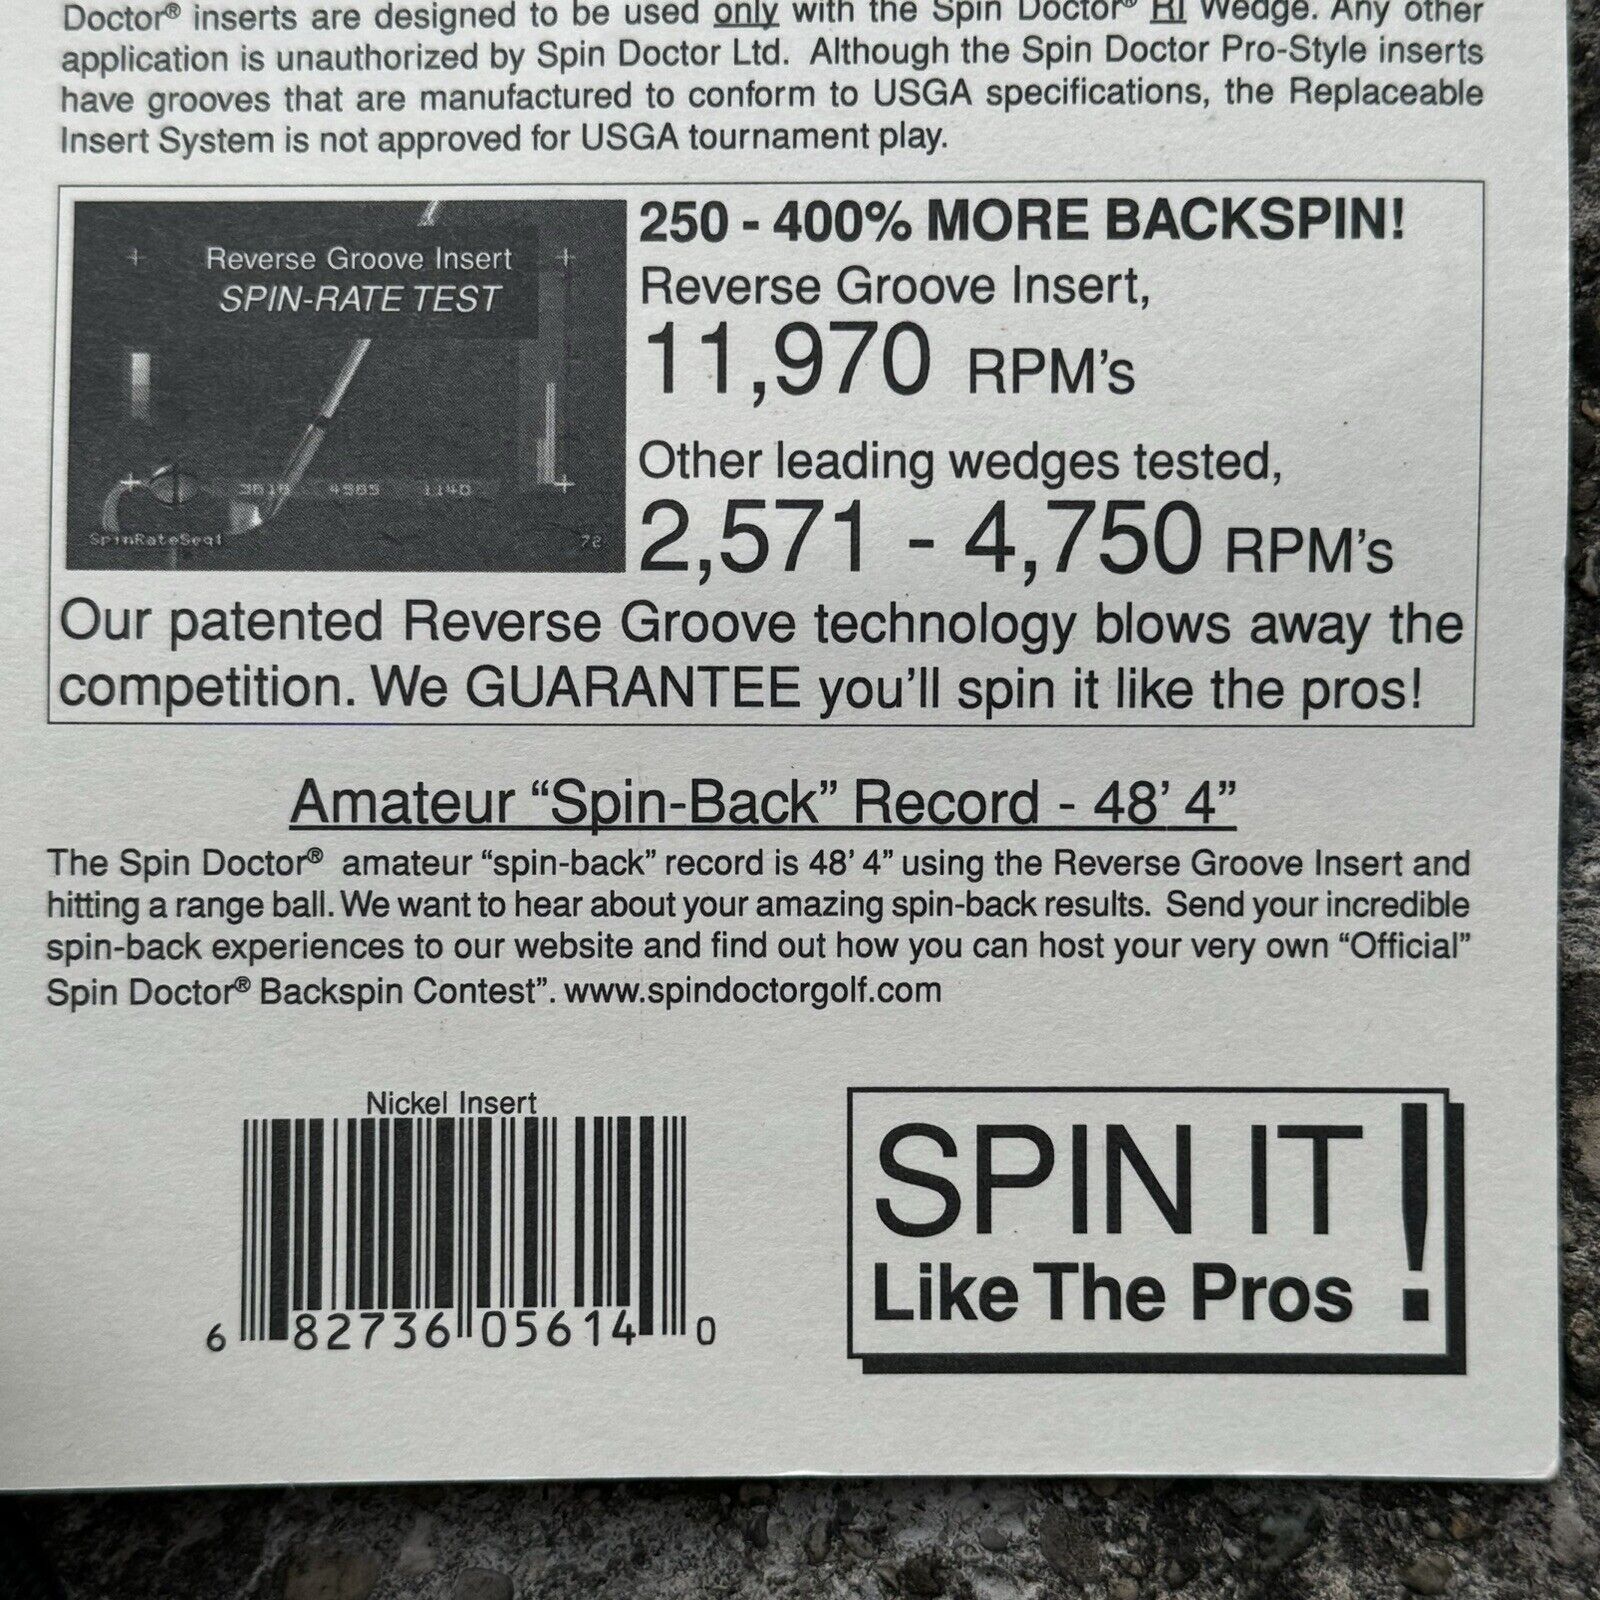 Doctor® inserts are designed to be used only with the Spin Doctor® RI Wedge. Any other
application is unauthorized by Spin Doctor Ltd. Although the Spin Doctor Pro-Style inserts
have grooves that are manufactured to conform to USGA specifications, the Replaceable
Insert System is not approved for USGA tournament play.
Reverse Groove Insert
SPIN-RATE TEST
4985 1140
SpinRateSeq1
72
250 - 400% MORE BACKSPIN!
Reverse Groove Insert,
11,970 RPM's
Other leading wedges tested,
2,571 - 4,750 RPM's
Our patented Reverse Groove technology blows away the
competition. We GUARANTEE you'll spin it like the pros!
Amateur “Spin-Back” Record - 48’ 4”
The Spin Doctor® amateur “spin-back” record is 48’ 4” using the Reverse Groove Insert and
hitting a range ball. We want to hear about your amazing spin-back results. Send your incredible
spin-back experiences to our website and find out how you can host your very own “Official”
Spin Doctor® Backspin Contest”. www.spindoctorgolf.com
Nickel Insert
6 82736 05614 0
SPIN IT !
Like The Pros